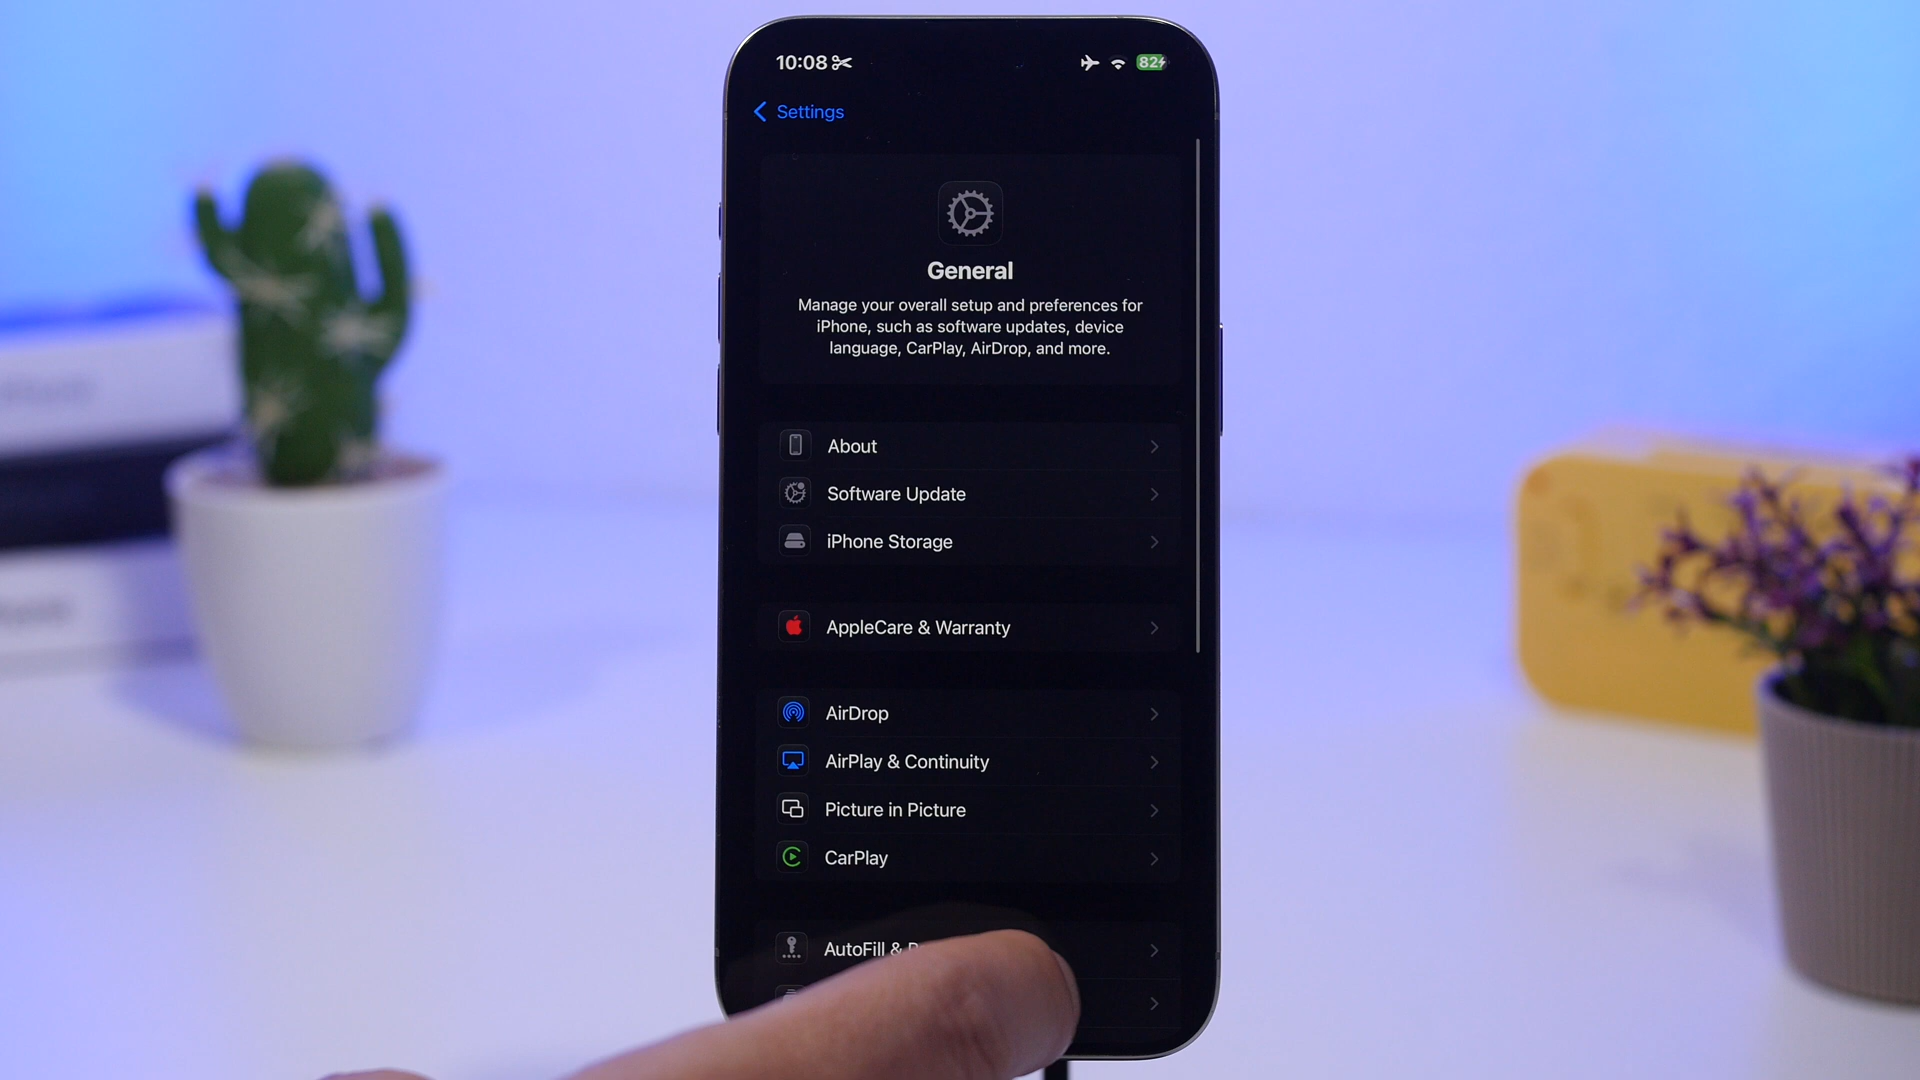 10:08
82
Settings
General
Manage your overall setup and preferences for
iPhone, such as software updates, device
language, CarPlay, AirDrop, and more.
About
Software Update
iPhone Storage
AppleCare & Warranty
AirDrop
AirPlay & Continuity
Picture in Picture
CarPlay
AutoFill &